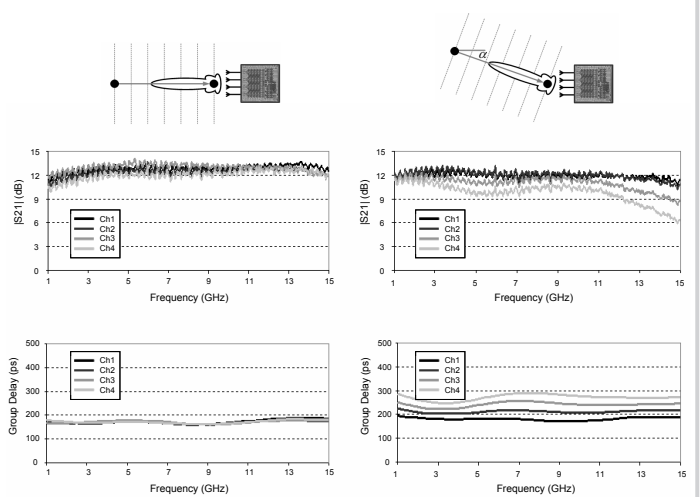 α
15
12
9
6
3
0
|S21| (dB)
Ch1
Ch2
Ch3
Ch4
1 3 5 7 9 11 13 15
Frequency (GHz)
15
12
9
6
3
0
|S21| (dB)
Ch1
Ch2
Ch3
Ch4
1 3 5 7 9 11 13 15
Frequency (GHz)
500
400
300
200
100
0
Group Delay (ps)
Ch1
Ch2
Ch3
Ch4
1 3 5 7 9 11 13 15
Frequency (GHz)
500
400
300
200
100
0
Group Delay (ps)
Ch1
Ch2
Ch3
Ch4
1 3 5 7 9 11 13 15
Frequency (GHz)